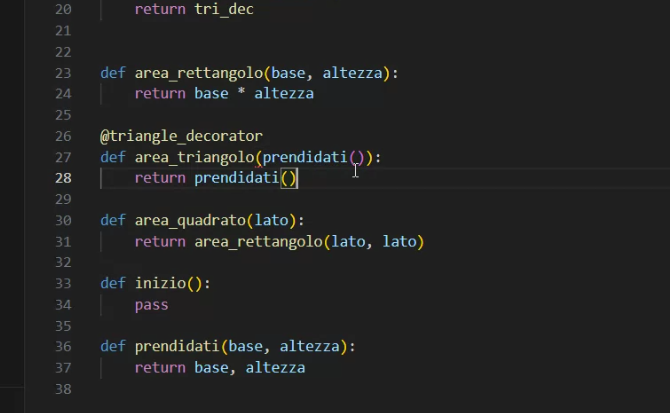 20 return tri_dec
21
22
23 def area_rettangolo(base, altezza):
24 return base * altezza
25
26 @triangle_decorator
27 def area_triangolo(prendidati()):
28 return prendidati()
29
30 def area_quadrato(lato):
31 return area_rettangolo(lato, lato)
32
33 def inizio():
34 pass
35
36 def prendidati(base, altezza):
37 return base, altezza
38